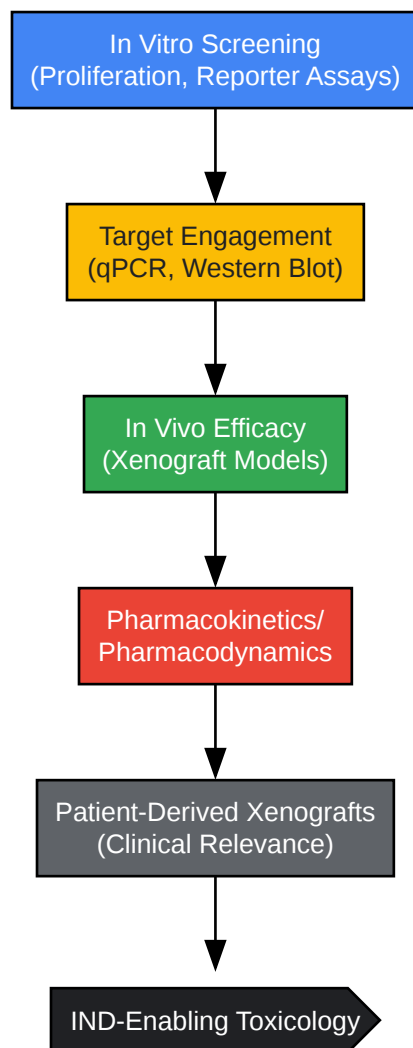 In Vitro Screening
(Proliferation, Reporter Assays)
Target Engagement
(qPCR, Western Blot)
In Vivo Efficacy
(Xenograft Models)
Pharmacokinetics/
Pharmacodynamics
Patient-Derived Xenografts
(Clinical Relevance)
IND-Enabling Toxicology